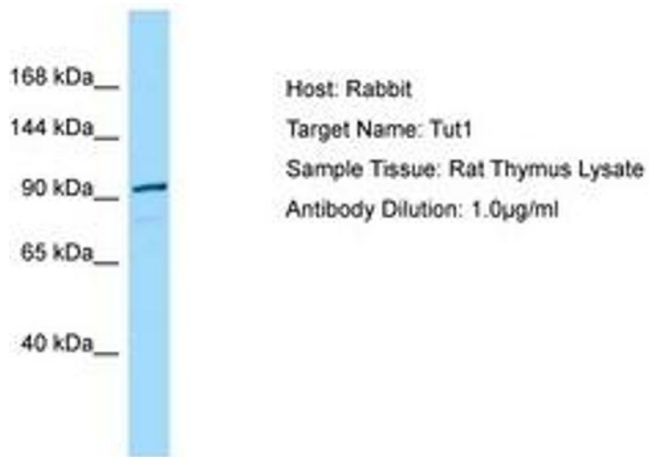 168 kDa
Host: Rabbit
144 kDa
Target Name: Tut1
Sample Tissue: Rat Thymus Lysate
90 kDa
Antibody Dilution: 1.0µg/ml
65 kDa
40 kDa